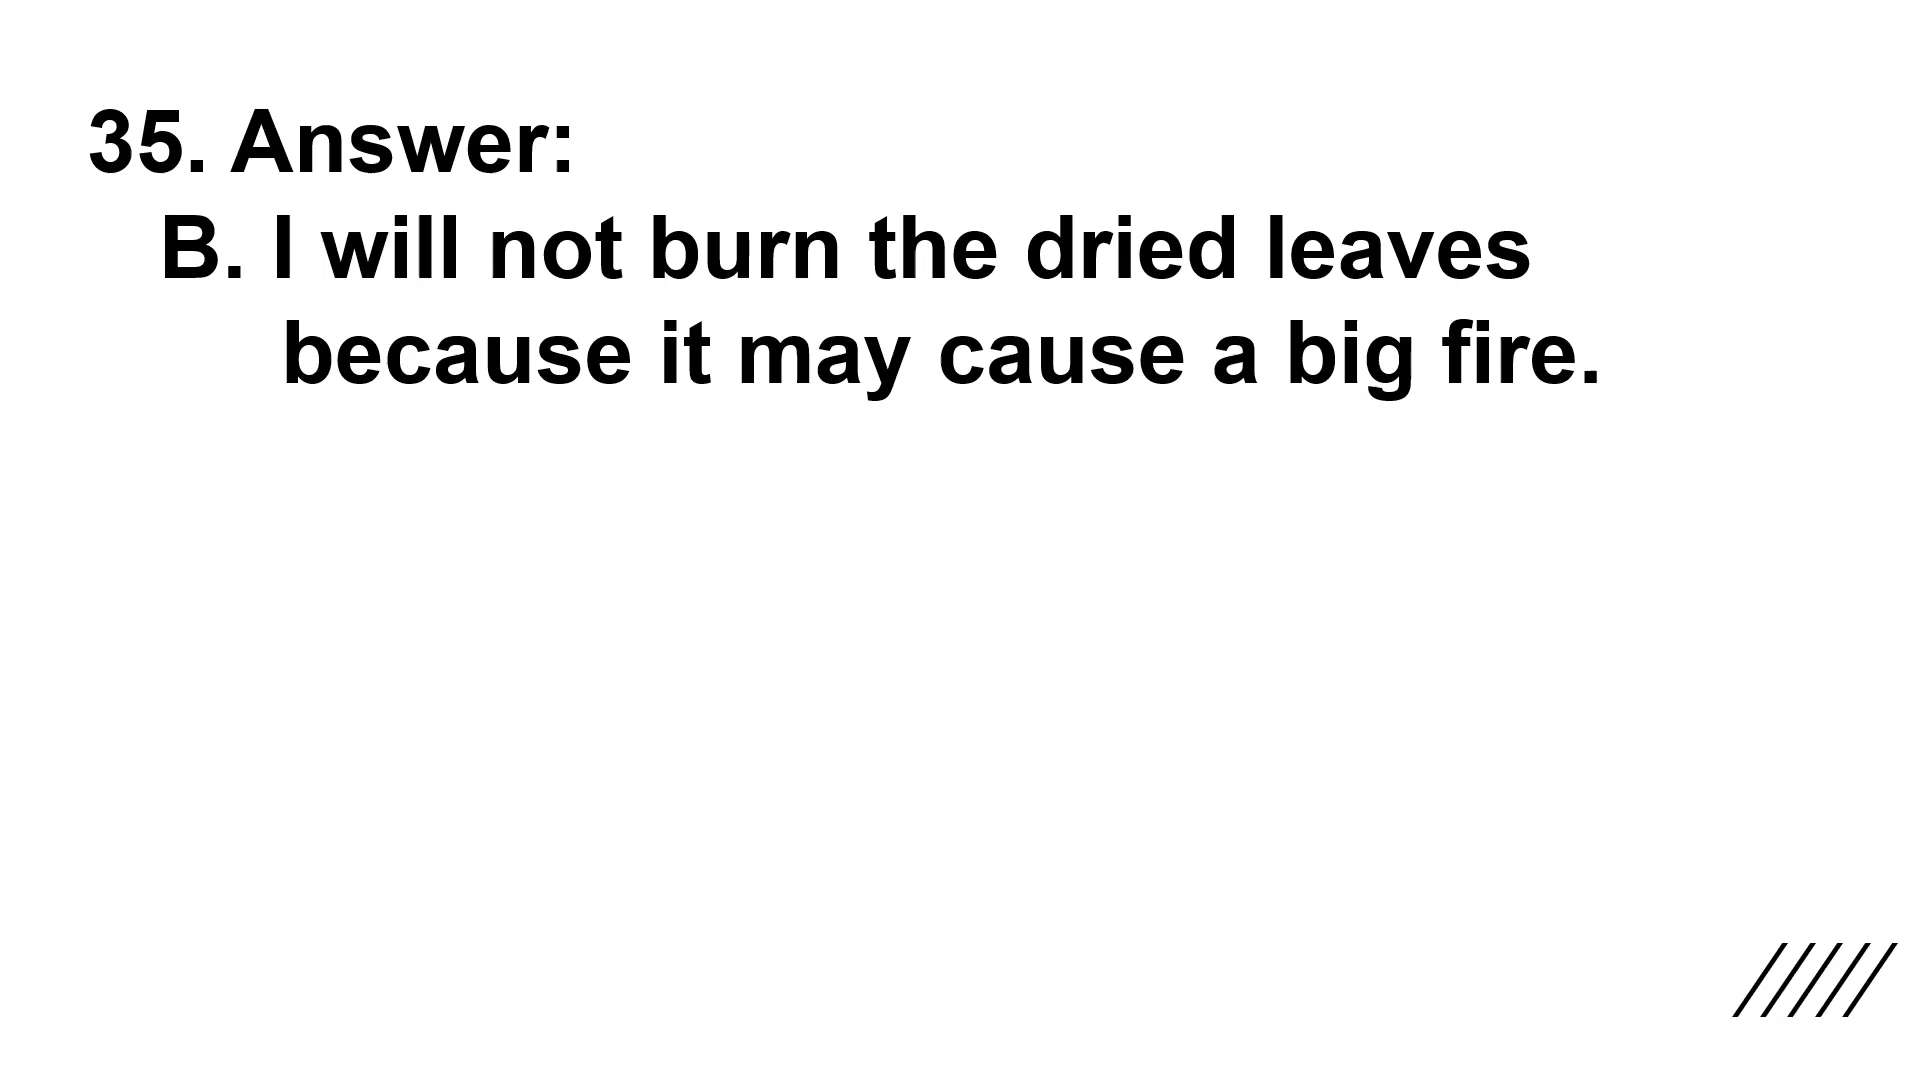 35. Answer:
B. I will not burn the dried leaves
because it may cause a big fire.